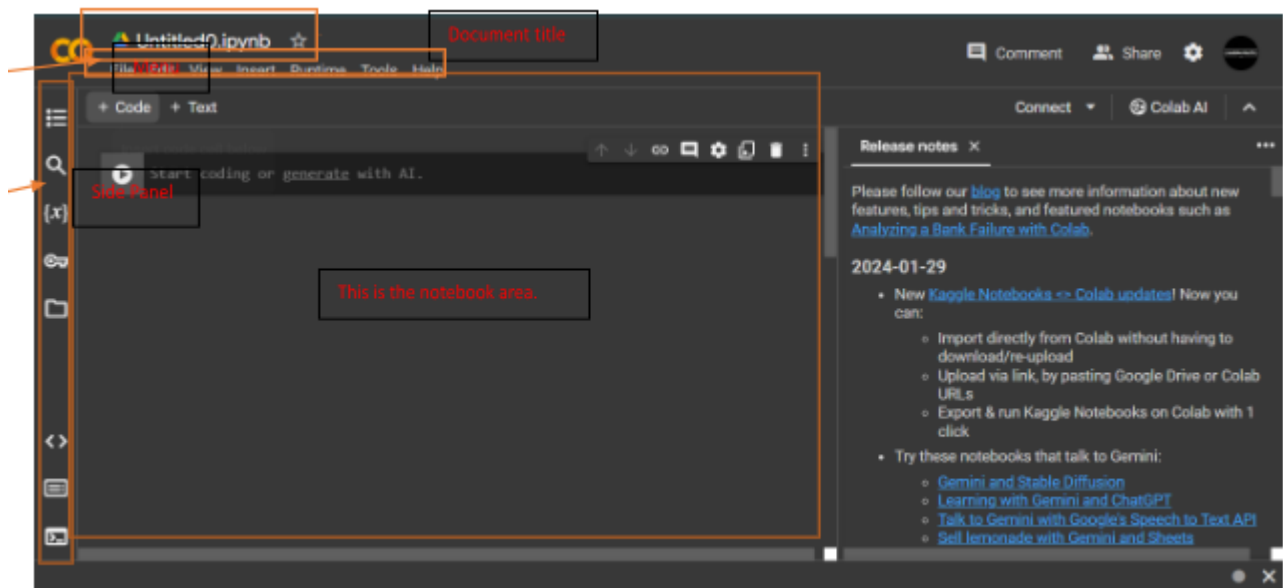 Untitled0.ipynb
Document title
Comment
Share
File Edit View Insert Runtime Tools Help
Menu
+ Code + Text
Connect
Colab AI
Release notes ×
Start coding or generate with AI.
Side Panel
{x}
This is the notebook area.
Please follow our blog to see more information about new
features, tips and tricks, and featured notebooks such as
Analyzing a Bank Failure with Colab.
2024-01-29
• New Kaggle Notebooks <> Colab updates! Now you
can:
◦ Import directly from Colab without having to
download/re-upload
◦ Upload via link, by pasting Google Drive or Colab
URLs
◦ Export & run Kaggle Notebooks on Colab with 1
click
• Try these notebooks that talk to Gemini:
◦ Gemini and Stable Diffusion
◦ Learning with Gemini and ChatGPT
◦ Talk to Gemini with Google's Speech to Text API
◦ Sell lemonade with Gemini and Sheets